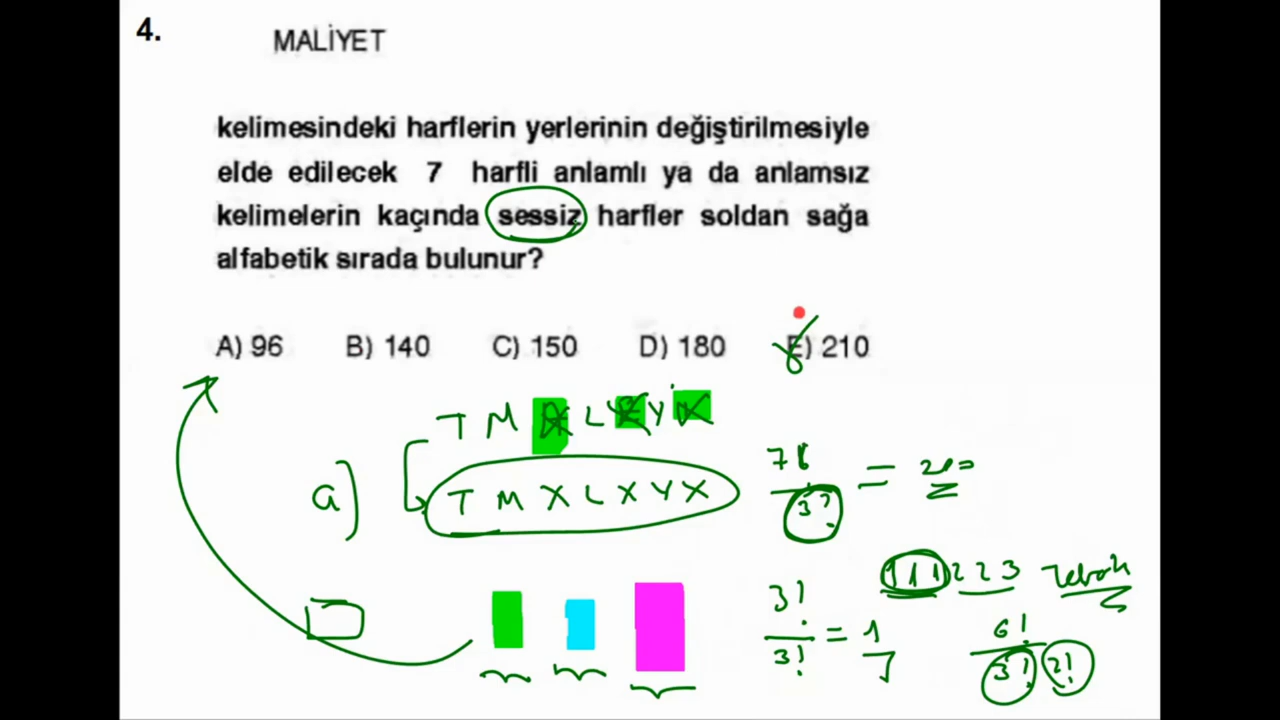 4.
MALİYET
kelimesindeki harflerin yerlerinin değiştirilmesiyle
elde edilecek 7 harfli anlamlı ya da anlamsız
kelimelerin kaçında sessiz harfler soldan sağa
alfabetik sırada bulunur?
A) 96 B) 140 C) 150 D) 180 E) 210
T M A L E Y İ
a) T M X L X Y X
3! = 1
3!
1 1 1 2 2 3
6!
3! 2!